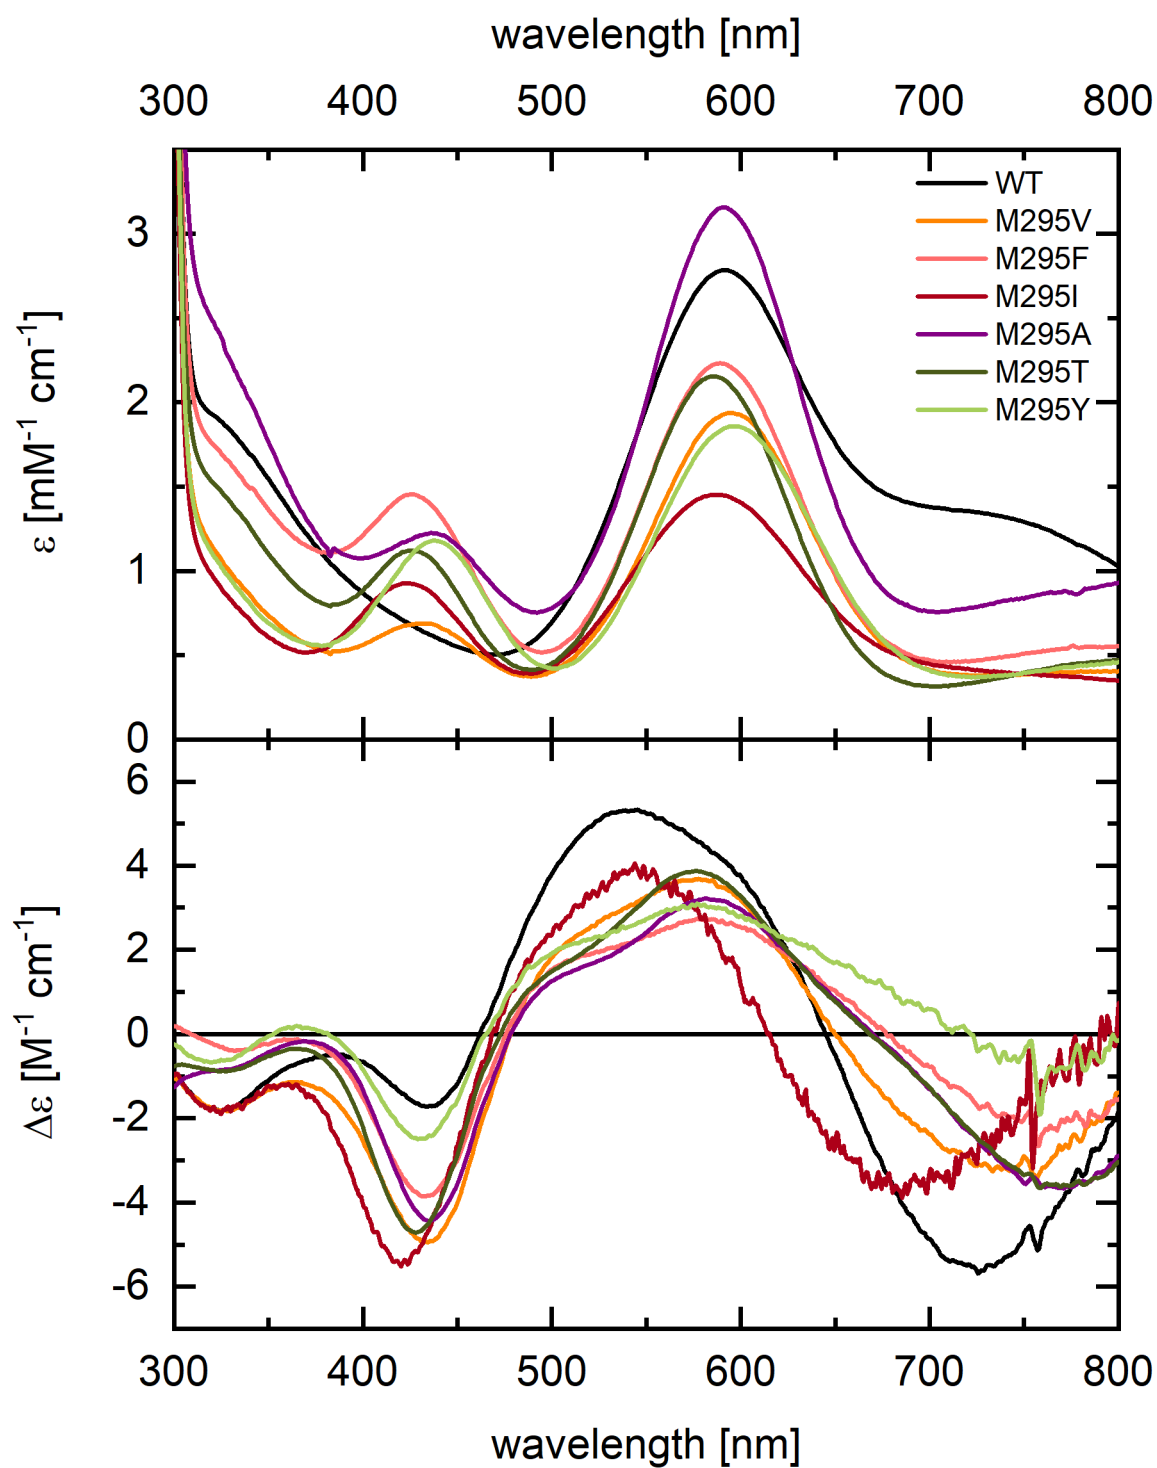 wavelength [nm]
300 400 500 600 700 800
3
2
1
0
ε [mM⁻¹ cm⁻¹]
WT
M295V
M295F
M295I
M295A
M295T
M295Y
6
4
2
0
-2
-4
-6
Δε [M⁻¹ cm⁻¹]
300 400 500 600 700 800
wavelength [nm]